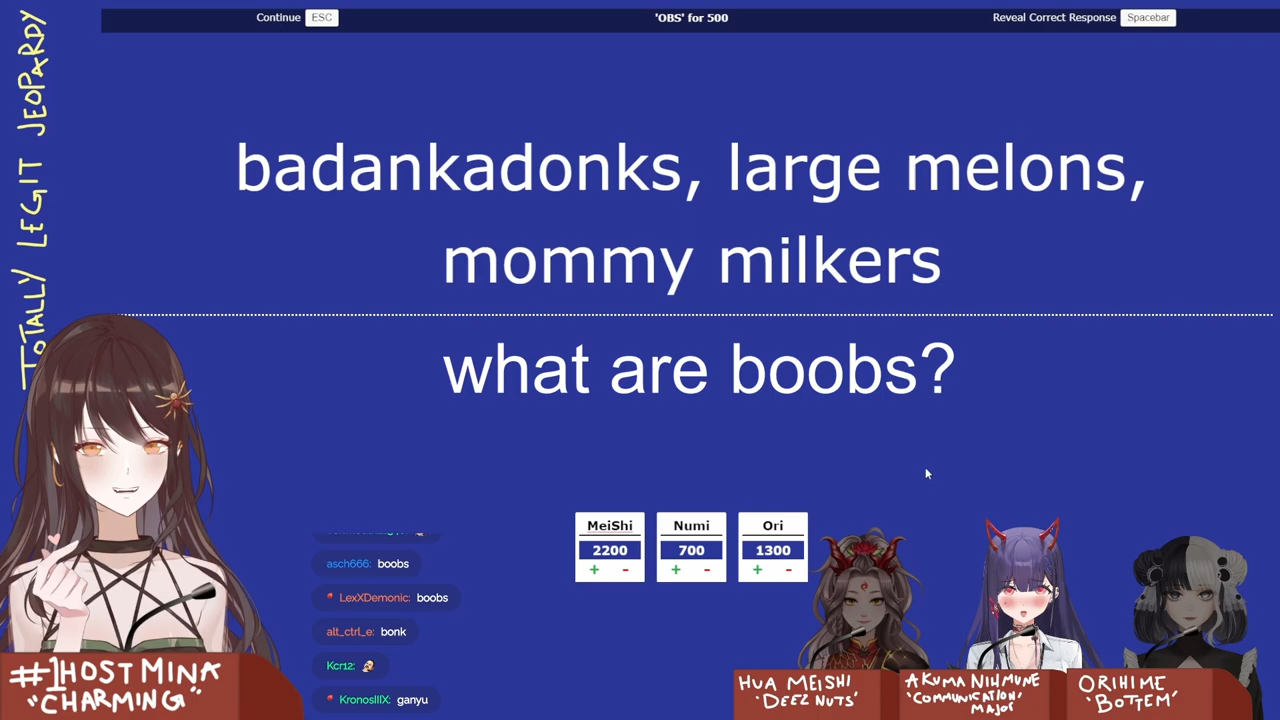 Continue ESC
'OBS' for 500
Reveal Correct Response Spacebar
TOTALLY LEGIT JEOPARDY
badankadonks, large melons,
mommy milkers
what are boobs?
MeiShi
2200
+ -
Numi
700
+ -
Ori
1300
+ -
asch666: boobs
LexXDemonic: boobs
alt_ctrl_e: bonk
Kcr12:
KronosIIIX: ganyu
#1 HOST MINA
"CHARMING"
HUA MEISHI
'DEEZ NUTS'
AKUMA NIHMUNE
"COMMUNICATION"
MAJOR
ORIHIME
"BOTTEM"